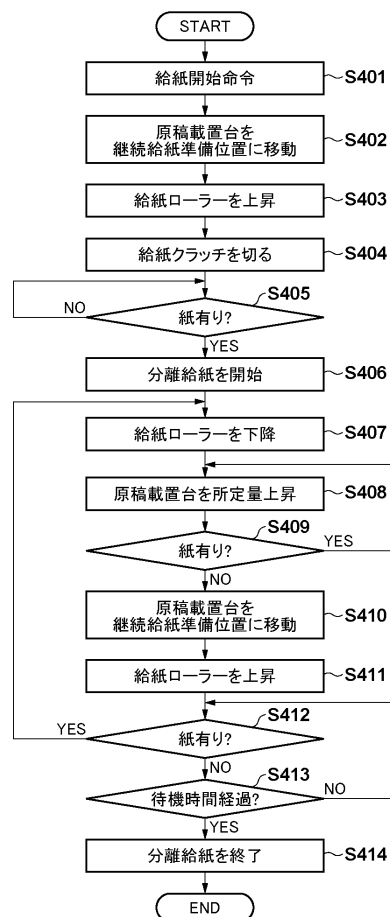 START
給紙開始命令
S401
原稿載置台を
継続給紙準備位置に移動
S402
給紙ローラーを上昇
S403
給紙クラッチを切る
S404
S405
NO
紙有り?
YES
分離給紙を開始
S406
給紙ローラーを下降
S407
原稿載置台を所定量上昇
S408
S409
紙有り?
YES
NO
原稿載置台を
継続給紙準備位置に移動
S410
給紙ローラーを上昇
S411
S412
YES
紙有り?
NO
S413
待機時間経過?
NO
YES
分離給紙を終了
S414
END